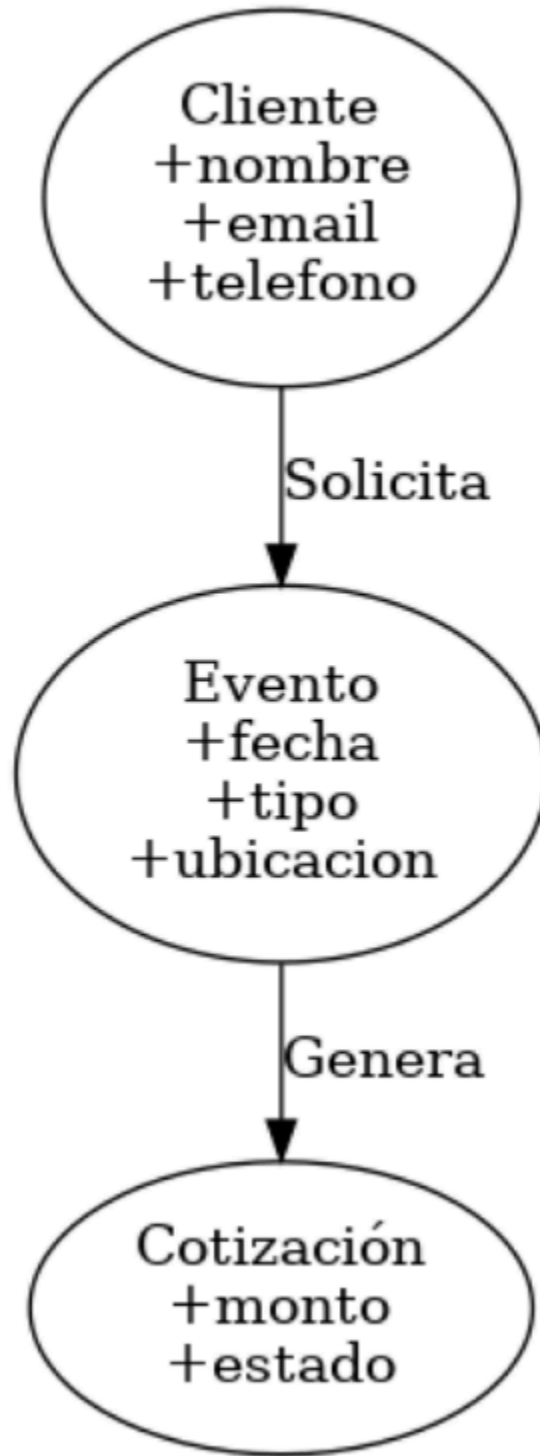 Cliente
+nombre
+email
+telefono
Solicita
Evento
+fecha
+tipo
+ubicacion
Genera
Cotización
+monto
+estado